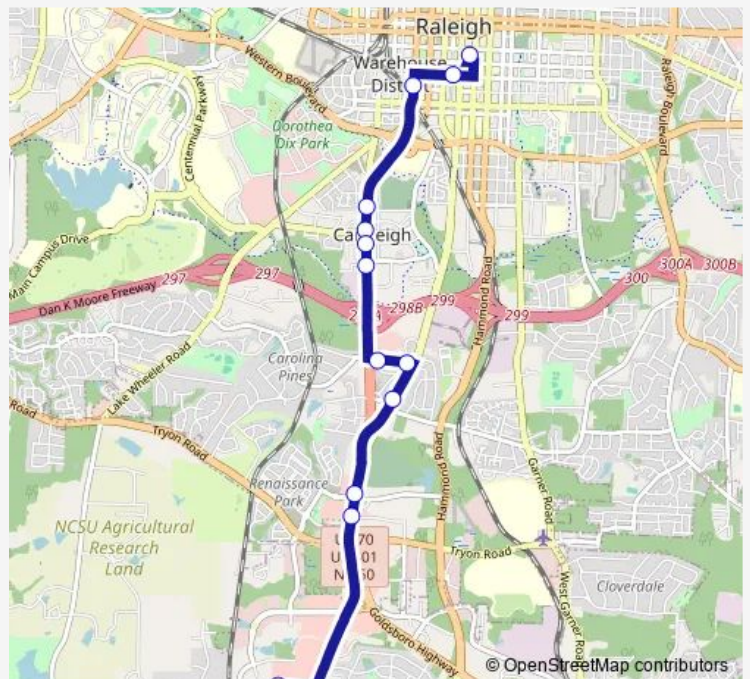 Raleigh
Warehouse
Dist
Western Boulevard
Raleigh Boulevard
Centennial Parkway
Dorothea
Dix Park
Main Campus Drive
297
297
Dan K Moore Freeway
298B
299
299
300
300A
300B
Hammond Road
Carolina
Pines
Lake Wheeler Road
Road
Tryon Road
Hammond Road
Garner Road
Renaissance
Park
NCSU Agricultural
Research
Land
Tryon Road
Cloverdale
West Garner Road
Goldsboro Highway
© OpenStreetMap contributors